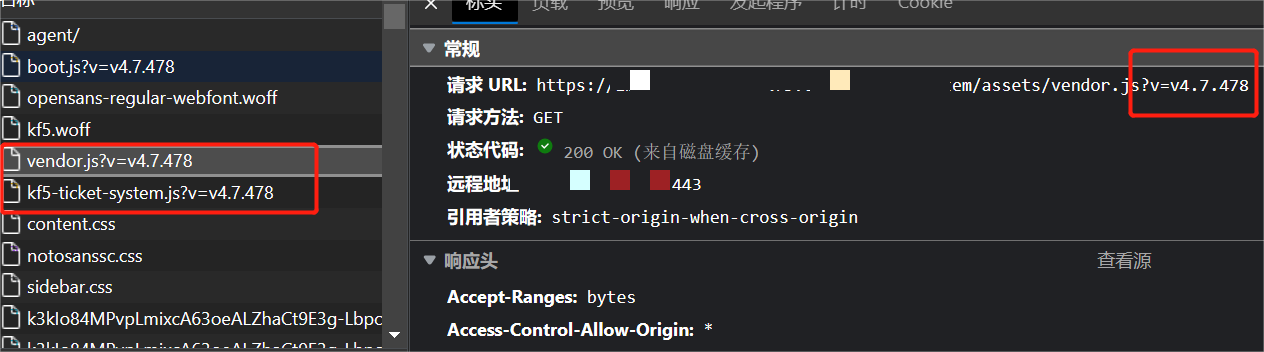 名称
agent/
boot.js?v=v4.7.478
opensans-regular-webfont.woff
kf5.woff
vendor.js?v=v4.7.478
kf5-ticket-system.js?v=v4.7.478
content.css
notosanssc.css
sidebar.css
k3kIo84MPvpLmixcA63oeALZhaCt9E3g-Lbpc
标头 负载 预览 响应 发起程序 计时 Cookie
常规
请求 URL: https:// em/assets/vendor.js?v=v4.7.478
请求方法: GET
状态代码: 200 OK (来自磁盘缓存)
远程地址 443
引用者策略: strict-origin-when-cross-origin
响应头 查看源
Accept-Ranges: bytes
Access-Control-Allow-Origin: *